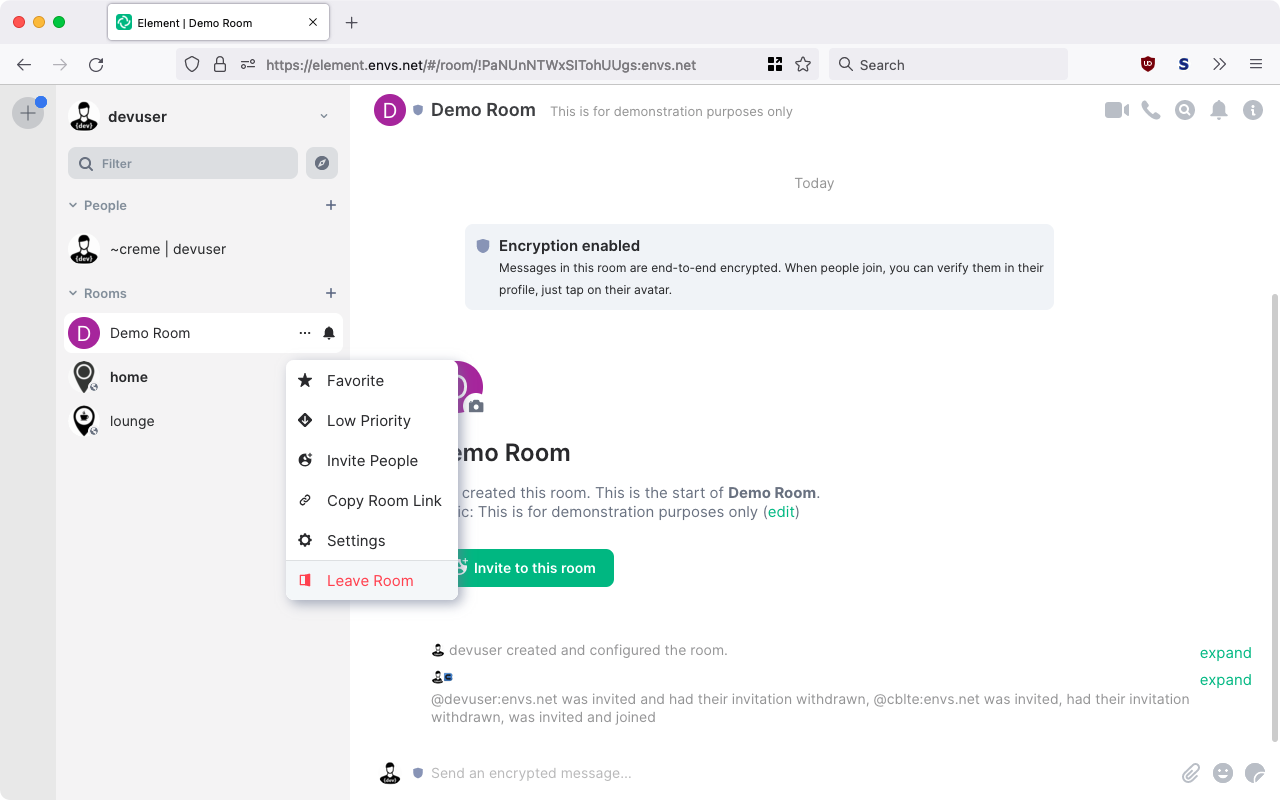 Element | Demo Room
https://element.envs.net/#/room/!PaNUnNTWxSITohUUgs:envs.net
Search
devuser
Filter
People
~creme | devuser
Rooms
Demo Room
home
lounge
Favorite
Low Priority
Invite People
Copy Room Link
Settings
Leave Room
D
Demo Room
This is for demonstration purposes only
Today
Encryption enabled
Messages in this room are end-to-end encrypted. When people join, you can verify them in their
profile, just tap on their avatar.
emo Room
created this room. This is the start of Demo Room.
ic: This is for demonstration purposes only (edit)
Invite to this room
devuser created and configured the room.
expand
expand
@devuser:envs.net was invited and had their invitation withdrawn, @cblte:envs.net was invited, had their invitation
withdrawn, was invited and joined
Send an encrypted message...